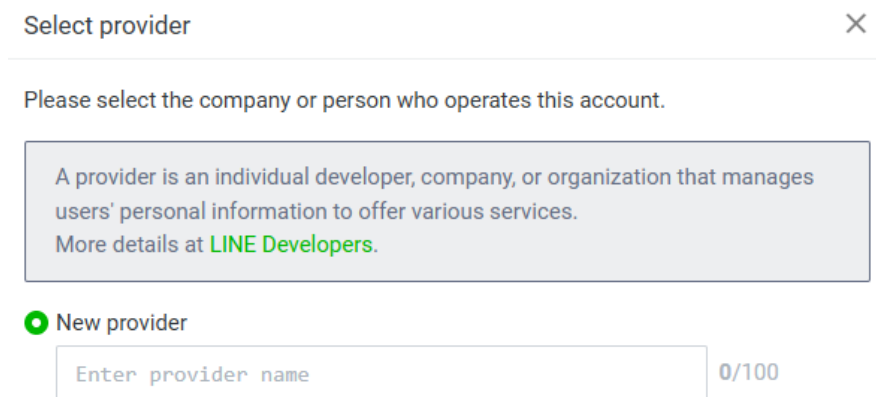 Select provider
Please select the company or person who operates this account.
A provider is an individual developer, company, or organization that manages
users' personal information to offer various services.
More details at LINE Developers.
New provider
Enter provider name
0/100